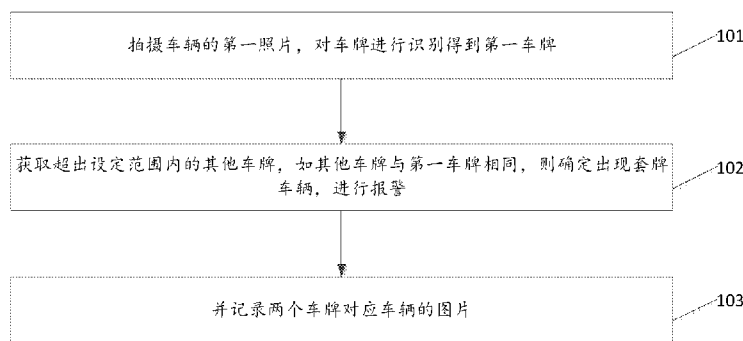 拍摄车辆的第一照片，对车牌进行识别得到第一车牌
101
获取超出设定范围内的其他车牌，如其他车牌与第一车牌相同，则确定出现套牌
车辆，进行报警
102
并记录两个车牌对应车辆的图片
103